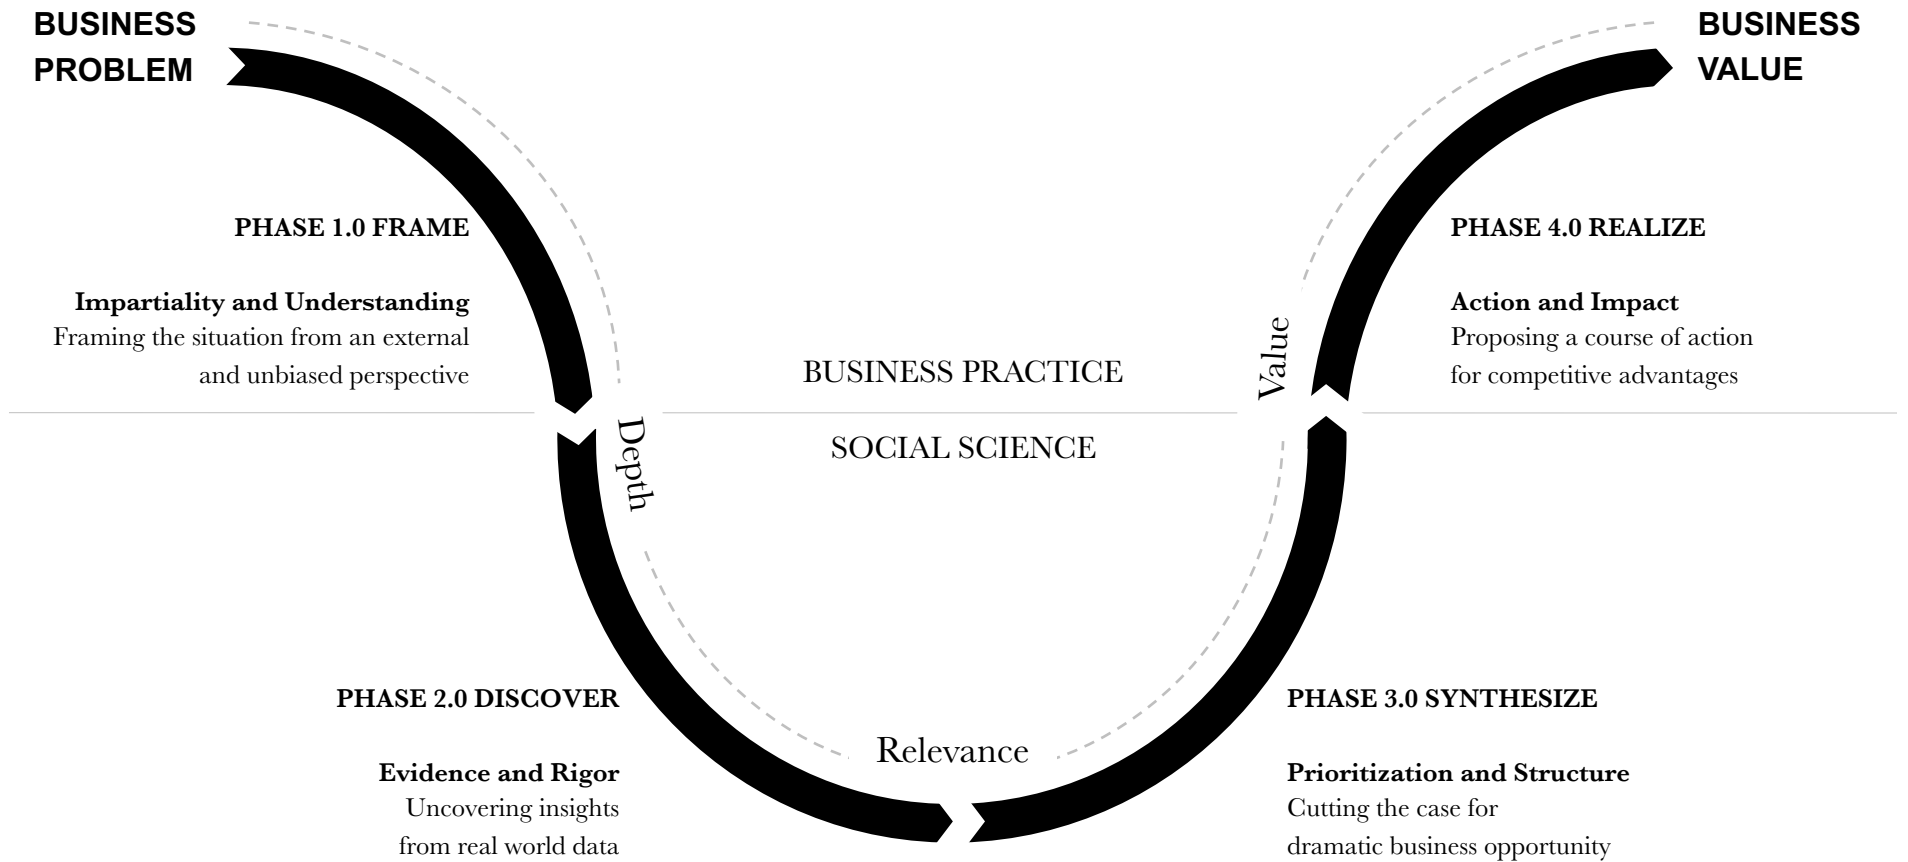 BUSINESS
PROBLEM
BUSINESS
VALUE
PHASE 1.0 FRAME
Impartiality and Understanding
Framing the situation from an external
and unbiased perspective
PHASE 4.0 REALIZE
Action and Impact
Proposing a course of action
for competitive advantages
BUSINESS PRACTICE
SOCIAL SCIENCE
Depth
Value
Relevance
PHASE 2.0 DISCOVER
Evidence and Rigor
Uncovering insights
from real world data
PHASE 3.0 SYNTHESIZE
Prioritization and Structure
Cutting the case for
dramatic business opportunity